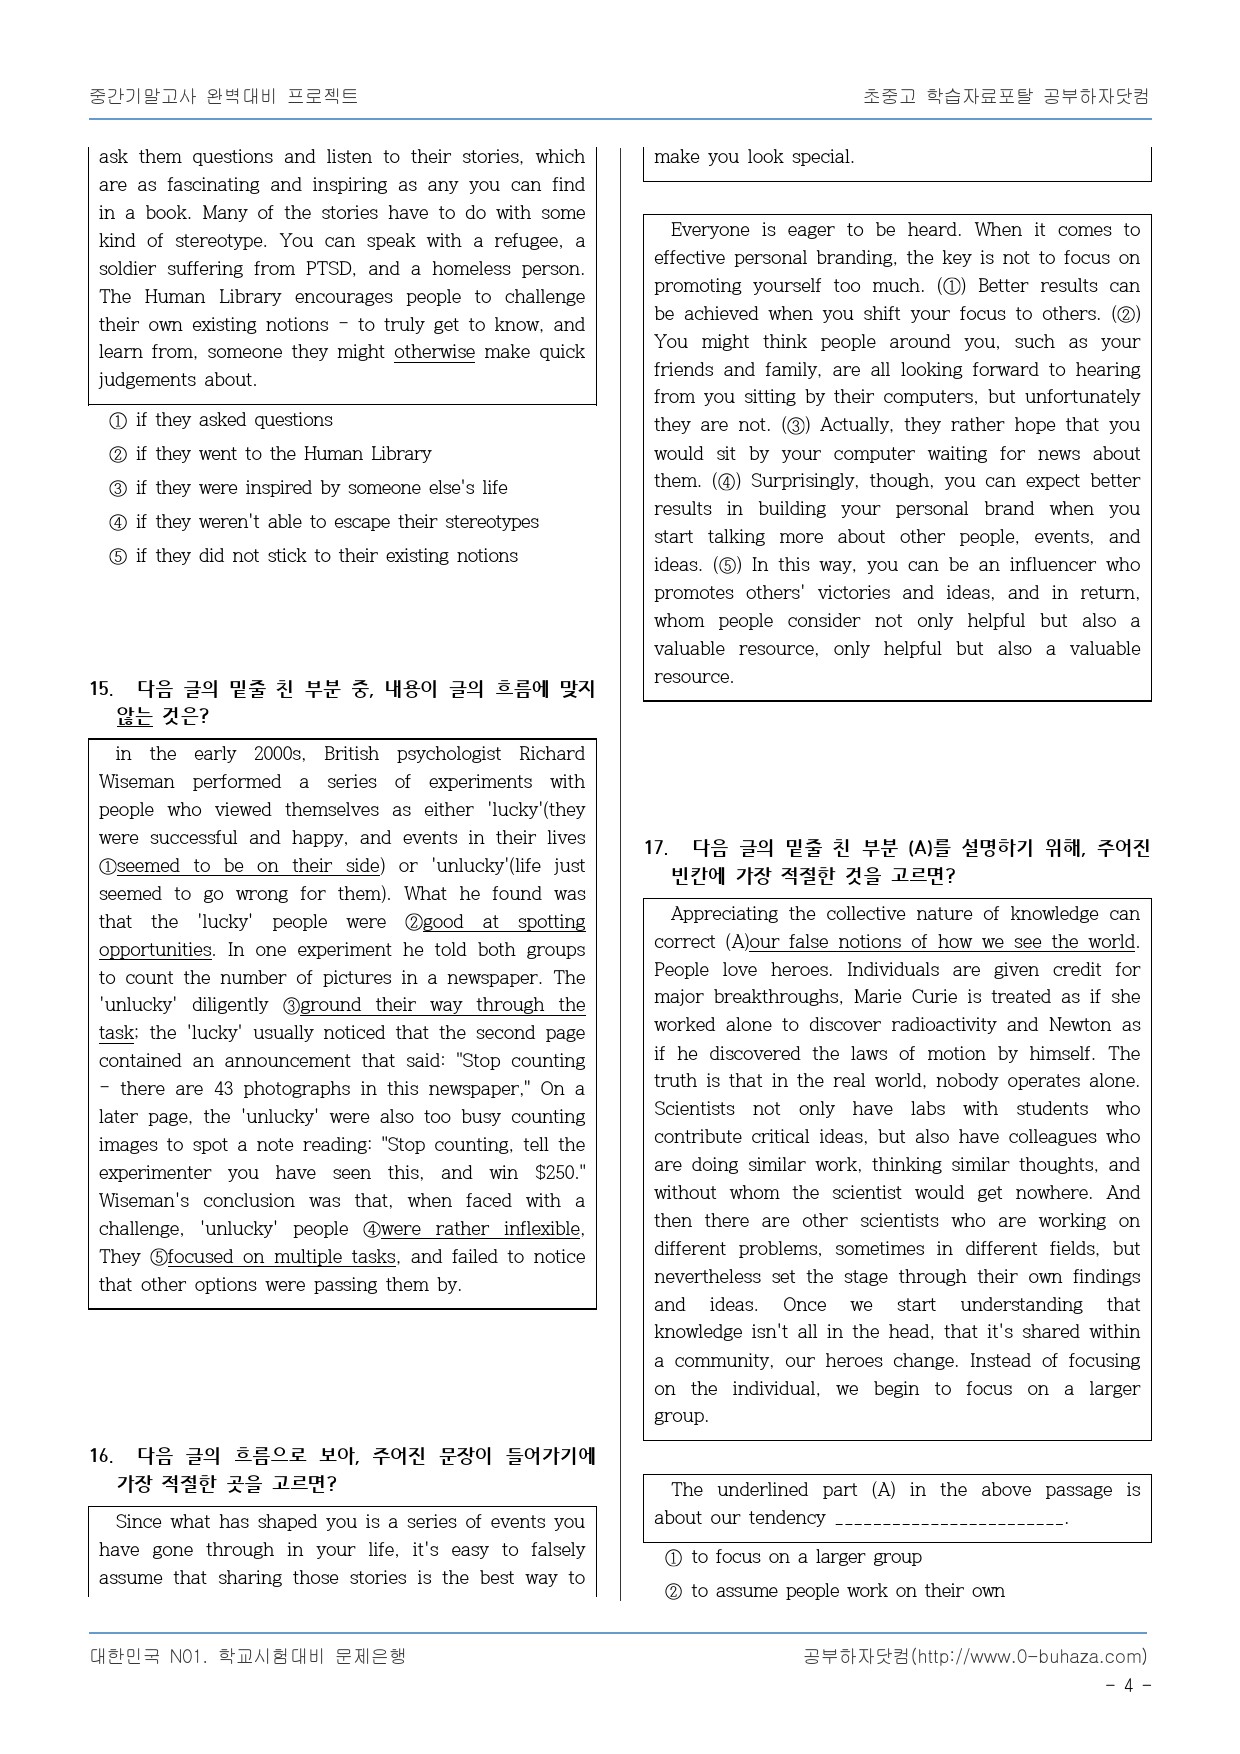 중간기말고사 완벽대비 프로젝트
초중고 학습자료포탈 공부하자닷컴
ask them questions and listen to their stories, which
are as fascinating and inspiring as any you can find
in a book. Many of the stories have to do with some
kind of stereotype. You can speak with a refugee, a
soldier suffering from PTSD, and a homeless person.
The Human Library encourages people to challenge
their own existing notions - to truly get to know, and
learn from, someone they might otherwise make quick
judgements about.
① if they asked questions
② if they went to the Human Library
③ if they were inspired by someone else's life
④ if they weren't able to escape their stereotypes
⑤ if they did not stick to their existing notions
15. 다음 글의 밑줄 친 부분 중, 내용이 글의 흐름에 맞지
않는 것은?
in the early 2000s, British psychologist Richard
Wiseman performed a series of experiments with
people who viewed themselves as either 'lucky'(they
were successful and happy, and events in their lives
①seemed to be on their side) or 'unlucky'(life just
seemed to go wrong for them). What he found was
that the 'lucky' people were ②good at spotting
opportunities. In one experiment he told both groups
to count the number of pictures in a newspaper. The
'unlucky' diligently ③ground their way through the
task; the 'lucky' usually noticed that the second page
contained an announcement that said: "Stop counting
- there are 43 photographs in this newspaper," On a
later page, the 'unlucky' were also too busy counting
images to spot a note reading: "Stop counting, tell the
experimenter you have seen this, and win $250."
Wiseman's conclusion was that, when faced with a
challenge, 'unlucky' people ④were rather inflexible,
They ⑤focused on multiple tasks, and failed to notice
that other options were passing them by.
16. 다음 글의 흐름으로 보아, 주어진 문장이 들어가기에
가장 적절한 곳을 고르면?
Since what has shaped you is a series of events you
have gone through in your life, it's easy to falsely
assume that sharing those stories is the best way to
make you look special.
Everyone is eager to be heard. When it comes to
effective personal branding, the key is not to focus on
promoting yourself too much. (①) Better results can
be achieved when you shift your focus to others. (②)
You might think people around you, such as your
friends and family, are all looking forward to hearing
from you sitting by their computers, but unfortunately
they are not. (③) Actually, they rather hope that you
would sit by your computer waiting for news about
them. (④) Surprisingly, though, you can expect better
results in building your personal brand when you
start talking more about other people, events, and
ideas. (⑤) In this way, you can be an influencer who
promotes others' victories and ideas, and in return,
whom people consider not only helpful but also a
valuable resource, only helpful but also a valuable
resource.
17. 다음 글의 밑줄 친 부분 (A)를 설명하기 위해, 주어진
빈칸에 가장 적절한 것을 고르면?
Appreciating the collective nature of knowledge can
correct (A)our false notions of how we see the world.
People love heroes. Individuals are given credit for
major breakthroughs, Marie Curie is treated as if she
worked alone to discover radioactivity and Newton as
if he discovered the laws of motion by himself. The
truth is that in the real world, nobody operates alone.
Scientists not only have labs with students who
contribute critical ideas, but also have colleagues who
are doing similar work, thinking similar thoughts, and
without whom the scientist would get nowhere. And
then there are other scientists who are working on
different problems, sometimes in different fields, but
nevertheless set the stage through their own findings
and ideas. Once we start understanding that
knowledge isn't all in the head, that it's shared within
a community, our heroes change. Instead of focusing
on the individual, we begin to focus on a larger
group.
The underlined part (A) in the above passage is
about our tendency ________________________.
① to focus on a larger group
② to assume people work on their own
대한민국 N01. 학교시험대비 문제은행
공부하자닷컴(http://www.0-buhaza.com)
- 4 -